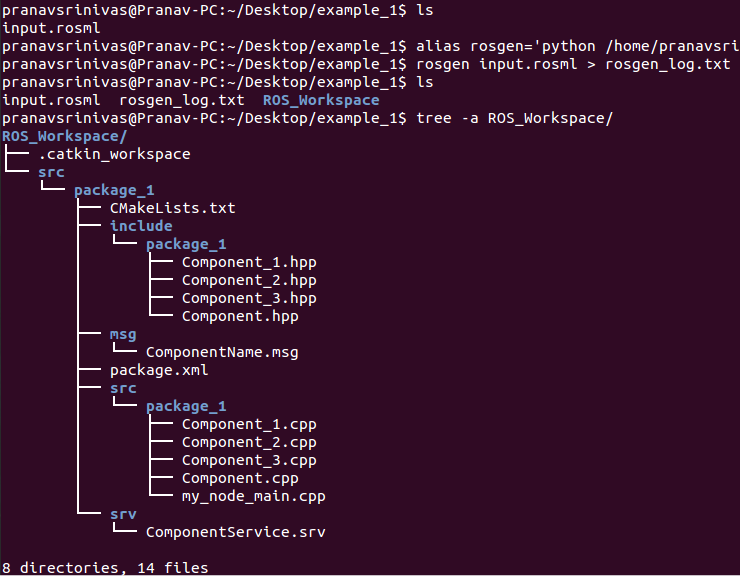 pranavsrinivas@Pranav-PC:~/Desktop/example_1$ ls
input.rosml
pranavsrinivas@Pranav-PC:~/Desktop/example_1$ alias rosgen='python /home/pranavsri
pranavsrinivas@Pranav-PC:~/Desktop/example_1$ rosgen input.rosml > rosgen_log.txt
pranavsrinivas@Pranav-PC:~/Desktop/example_1$ ls
input.rosml  rosgen_log.txt  ROS_Workspace
pranavsrinivas@Pranav-PC:~/Desktop/example_1$ tree -a ROS_Workspace/
ROS_Workspace/
├── .catkin_workspace
└── src
    └── package_1
        ├── CMakeLists.txt
        ├── include
        │   └── package_1
        │       ├── Component_1.hpp
        │       ├── Component_2.hpp
        │       ├── Component_3.hpp
        │       └── Component.hpp
        ├── msg
        │   └── ComponentName.msg
        ├── package.xml
        ├── src
        │   └── package_1
        │       ├── Component_1.cpp
        │       ├── Component_2.cpp
        │       ├── Component_3.cpp
        │       ├── Component.cpp
        │       └── my_node_main.cpp
        └── srv
            └── ComponentService.srv
8 directories, 14 files